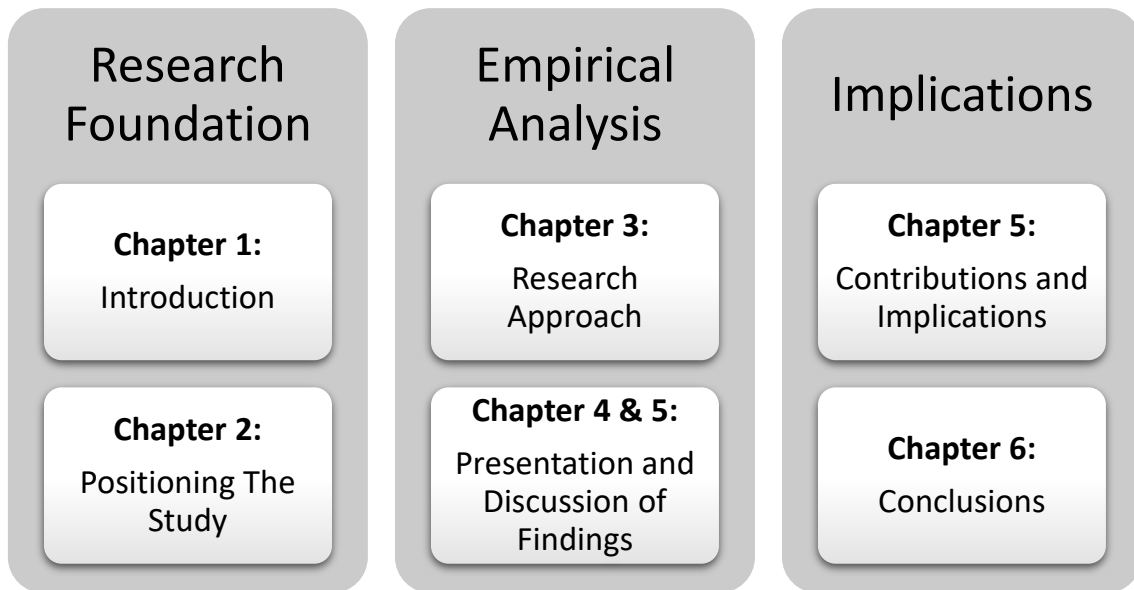 Research
Foundation
Chapter 1:
Introduction
Chapter 2:
Positioning The
Study
Empirical
Analysis
Chapter 3:
Research
Approach
Chapter 4 & 5:
Presentation and
Discussion of
Findings
Implications
Chapter 5:
Contributions and
Implications
Chapter 6:
Conclusions